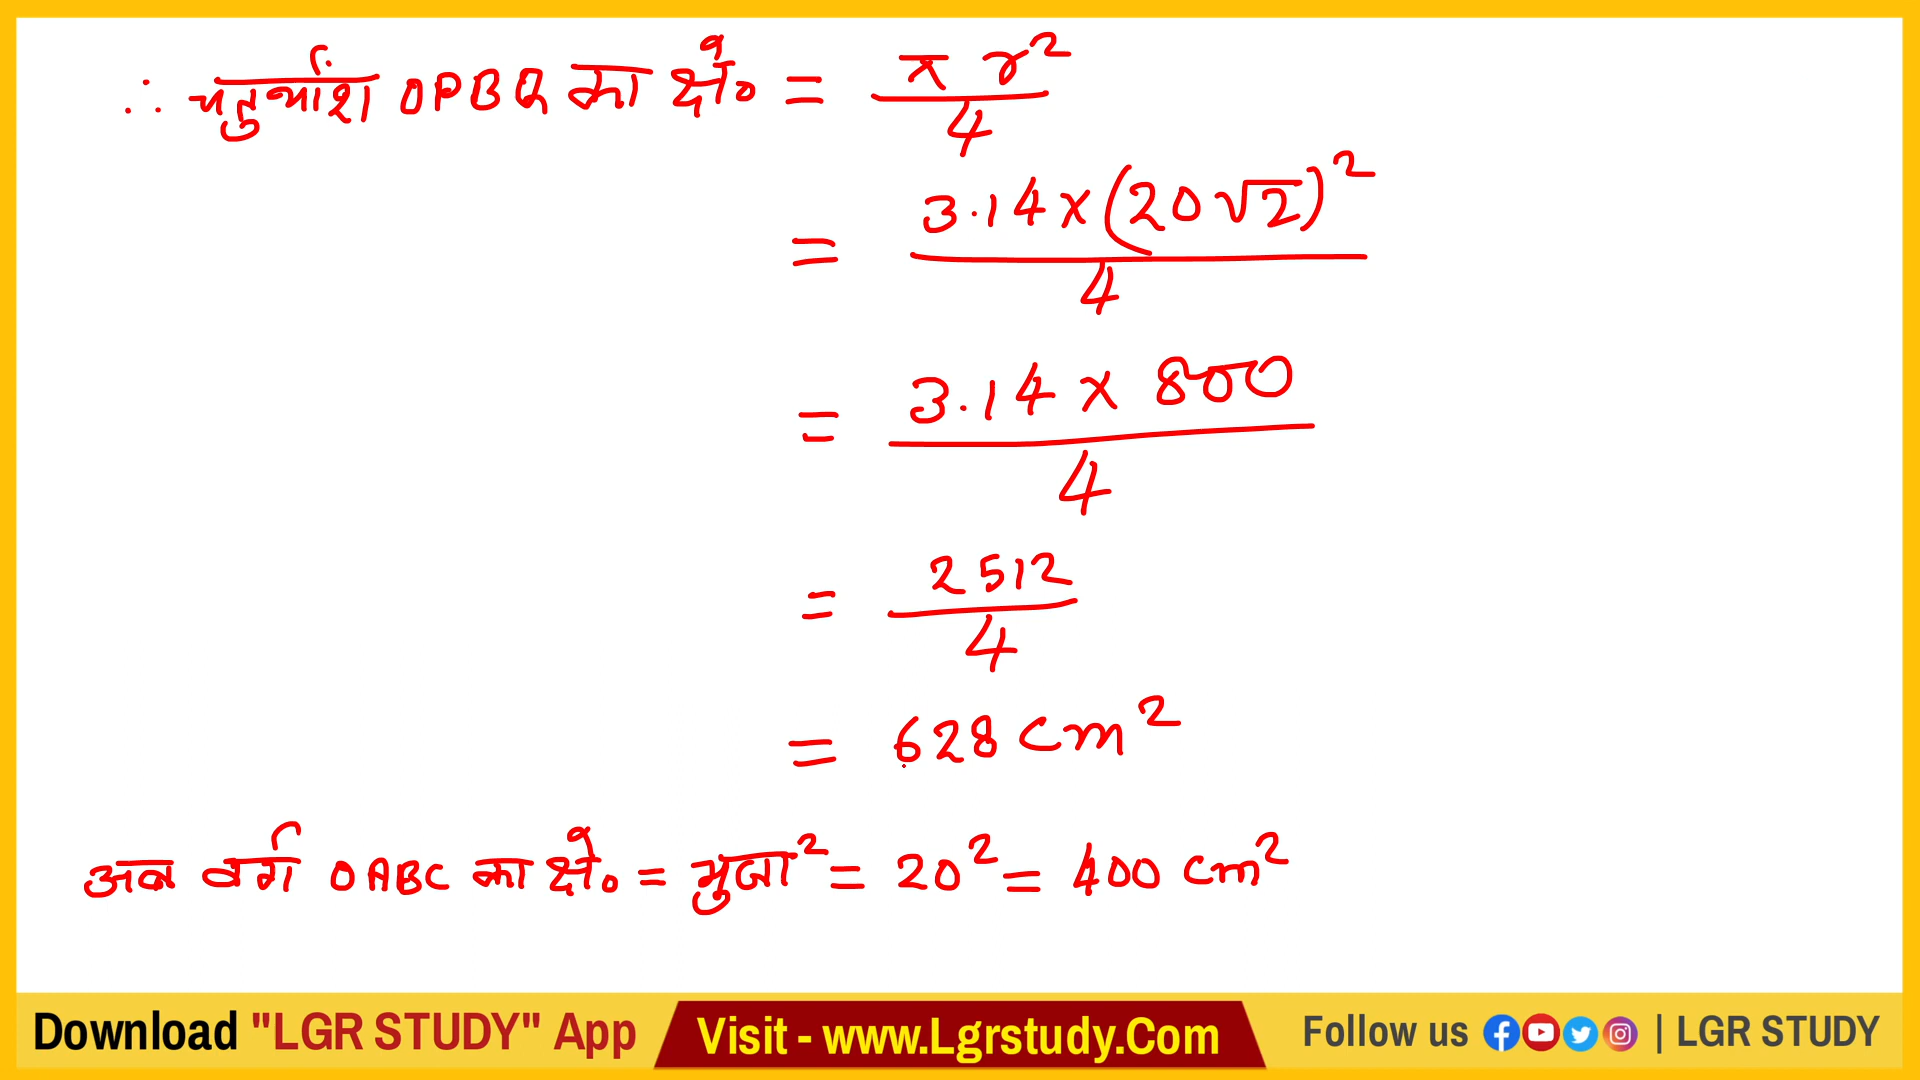 ∴ चतुर्थांश OPBQ का क्षे० = π r² / 4
= 3.14 × (20√2)² / 4
= 3.14 × 800 / 4
= 2512 / 4
= 628 cm²
अब वर्ग OABC का क्षे० = भुजा² = 20² = 400 cm²
Download "LGR STUDY" App Visit - www.Lgrstudy.Com Follow us | LGR STUDY